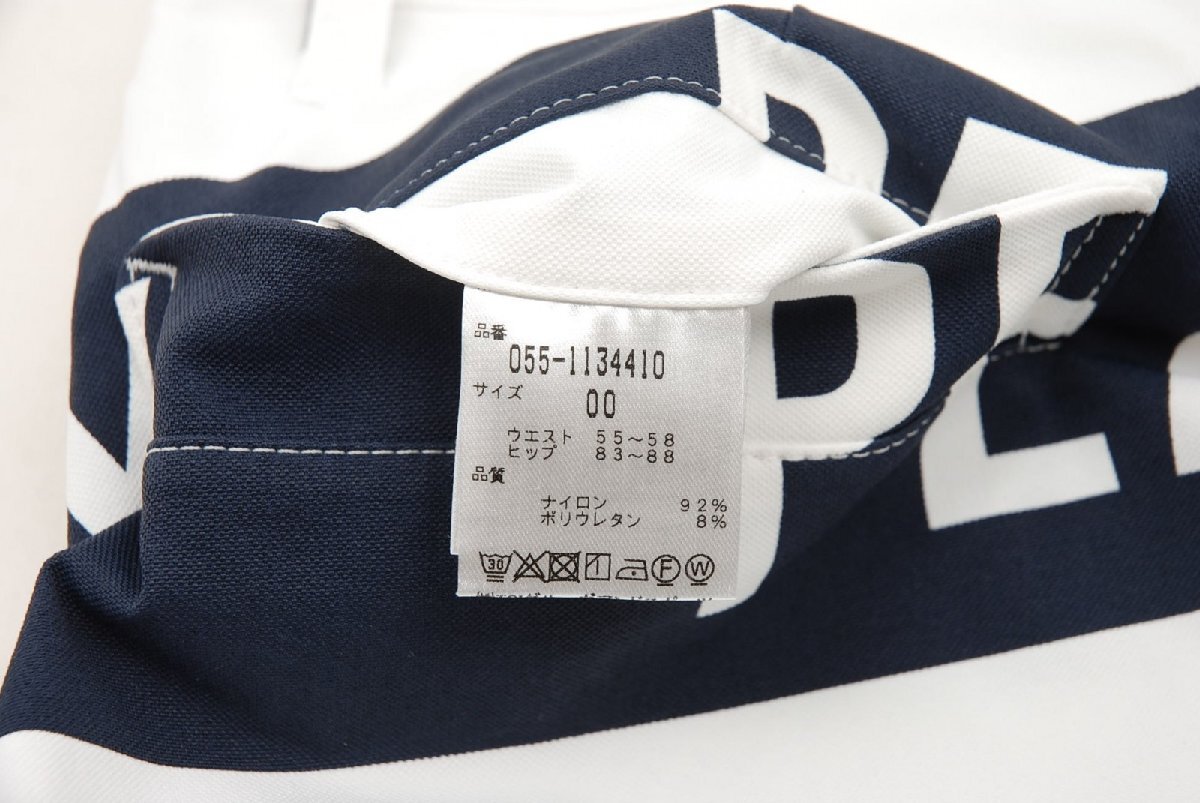 品番
055-1134410
サイズ
00
ウエスト 55～58
ヒップ 83～88
品質
ナイロン 92%
ポリウレタン 8%
30 F W